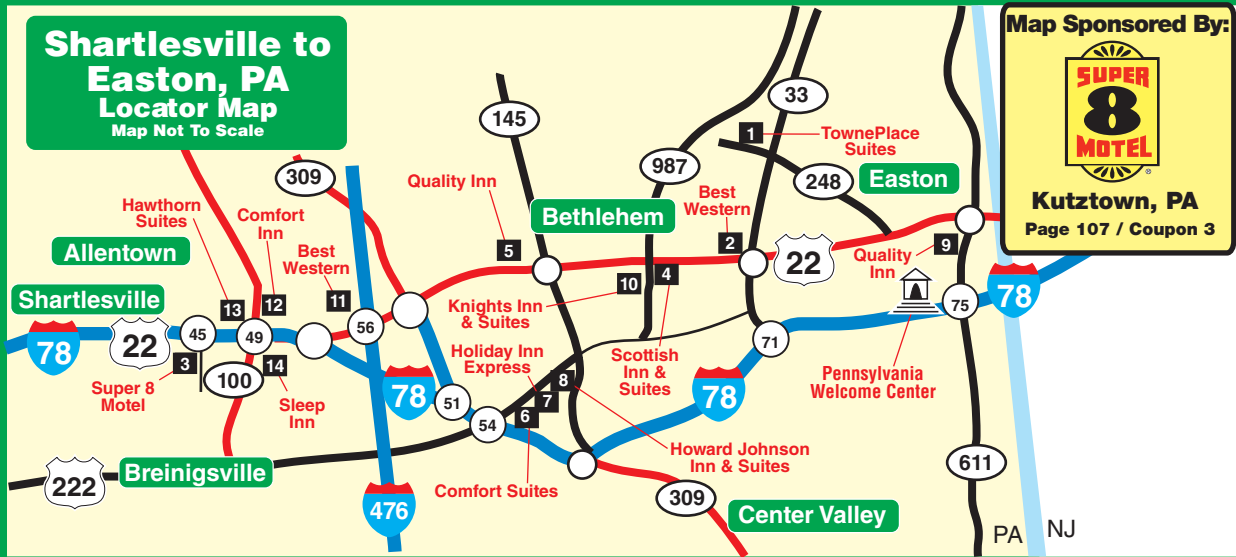 Shartlesville to
Easton, PA
Locator Map
Map Not To Scale
Map Sponsored By:
SUPER
8
MOTEL
®
Kutztown, PA
Page 107 / Coupon 3
33
145
1
TownePlace
Suites
987
248
Easton
309
Hawthorn
Suites
Comfort
Inn
Quality Inn
Bethlehem
Best
Western
Allentown
Best
Western
5
2
22
Quality
Inn
9
Shartlesville
13
12
11
10
4
Knights Inn
& Suites
78
75
78
22
45
49
56
71
3
100
14
Super 8
Motel
Sleep
Inn
Holiday Inn
Express
8
7
6
Scottish
Inn &
Suites
78
78
51
54
Pennsylvania
Welcome Center
Howard Johnson
Inn & Suites
611
Breinigsville
222
476
Comfort Suites
309
Center Valley
PA
NJ